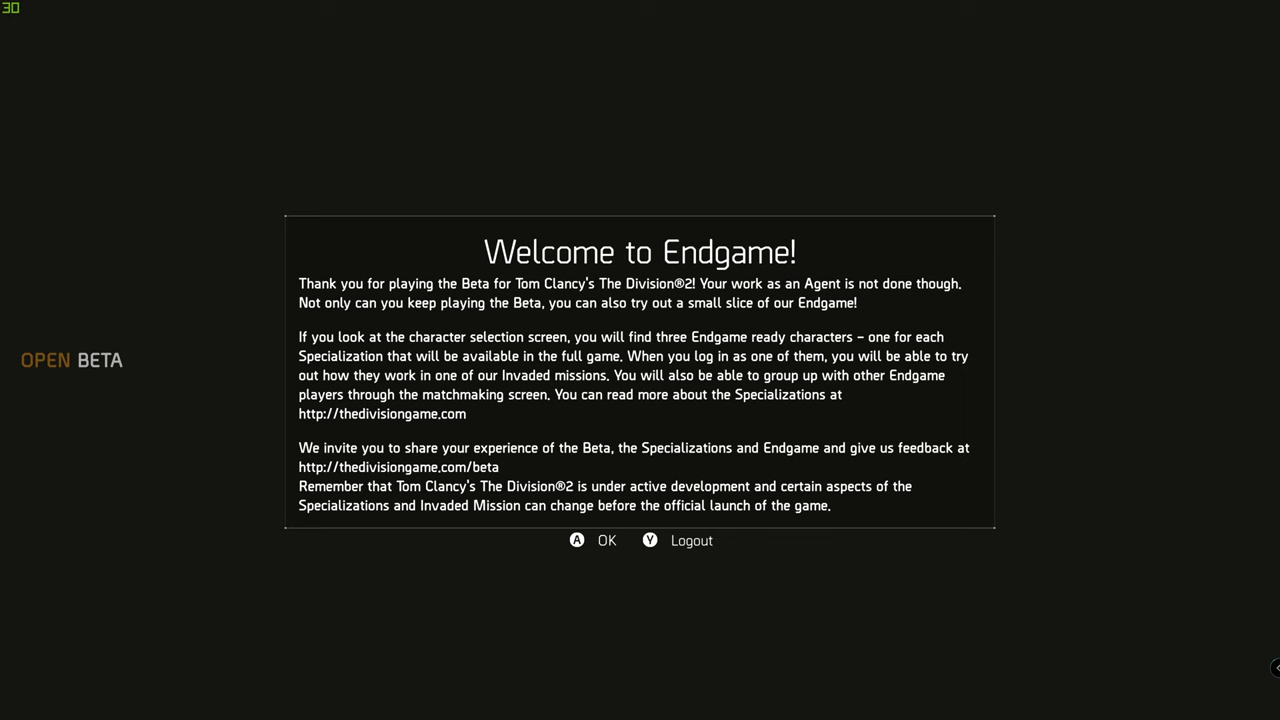 30
Welcome to Endgame!
Thank you for playing the Beta for Tom Clancy's The Division®2! Your work as an Agent is not done though.
Not only can you keep playing the Beta, you can also try out a small slice of our Endgame!
If you look at the character selection screen, you will find three Endgame ready characters – one for each
Specialization that will be available in the full game. When you log in as one of them, you will be able to try
out how they work in one of our Invaded missions. You will also be able to group up with other Endgame
players through the matchmaking screen. You can read more about the Specializations at
http://thedivisiongame.com
We invite you to share your experience of the Beta, the Specializations and Endgame and give us feedback at
http://thedivisiongame.com/beta
Remember that Tom Clancy's The Division®2 is under active development and certain aspects of the
Specializations and Invaded Mission can change before the official launch of the game.
OPEN BETA
A OK Y Logout